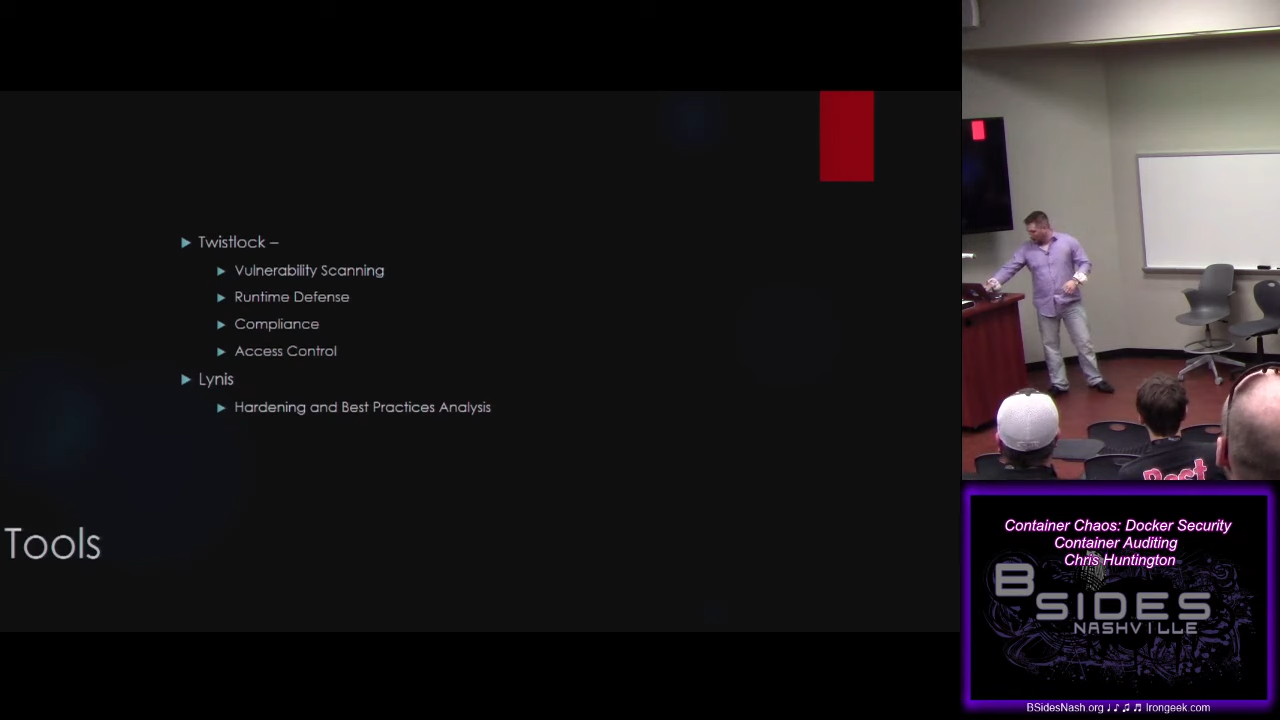 Twistlock –
Vulnerability Scanning
Runtime Defense
Compliance
Access Control
Lynis
Hardening and Best Practices Analysis
Tools
Container Chaos: Docker Security
Container Auditing
Chris Huntington
BSIDES
NASHVILLE
BSidesNash.org ♩ ♪ ♫ ♬ Irongeek.com